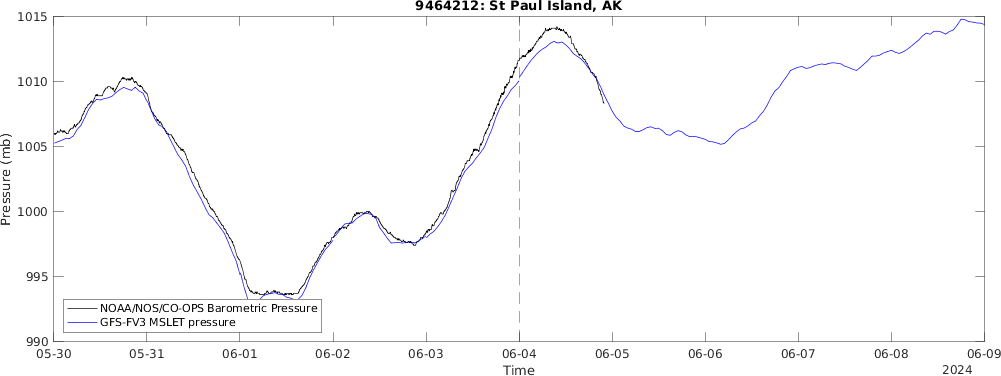 9464212: St Paul Island, AK
1015
1010
1005
1000
995
990
Pressure (mb)
NOAA/NOS/CO-OPS Barometric Pressure
GFS-FV3 MSLET pressure
05-30 05-31 06-01 06-02 06-03 06-04 06-05 06-06 06-07 06-08 06-09
Time
2024